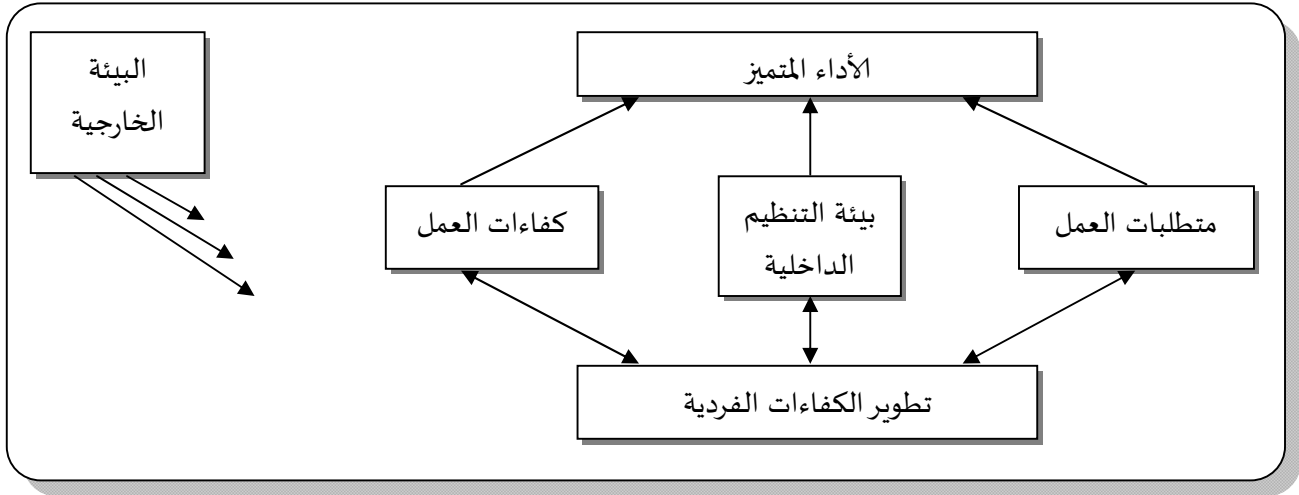 الأداء المتميز
البيئة
الخارجية
متطلبات العمل
بيئة التنظيم
الداخلية
كفاءات العمل
تطوير الكفاءات الفردية